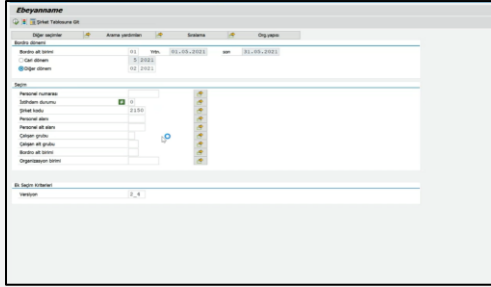 Ebeyanname
Şirket Tablosuna Git
Diğer seçimler Arama yardımları Sıralama Org.yapısı
Bordro dönemi
Bordro alt birimi 01 01.05.2021 31.05.2021
Cari dönem 5 2021
Diğer dönem 02 2021
Seçim
Personel numarası
İstihdam durumu 0
Şirket kodu 2150
Personel alanı
Personel alt alanı
Çalışan grubu
Çalışan alt grubu
Bordro alt birimi
Organizasyon birimi
Ek Seçim Kriterleri
Versiyon 2_4